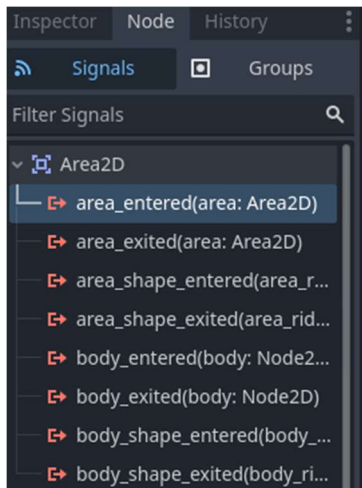 Inspector Node History
Signals Groups
Filter Signals
Area2D
area_entered(area: Area2D)
area_exited(area: Area2D)
area_shape_entered(area_r...
area_shape_exited(area_rid...
body_entered(body: Node2...
body_exited(body: Node2D)
body_shape_entered(body_...
body_shape_exited(body_ri...